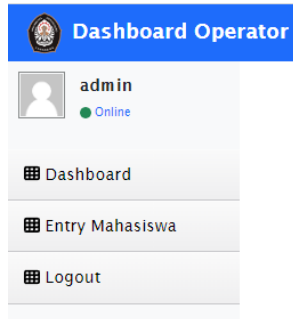 Dashboard Operator
admin
Online
Dashboard
Entry Mahasiswa
Logout